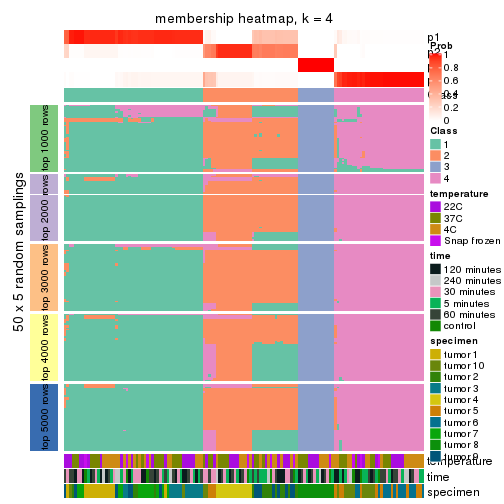 membership heatmap, k = 4
p1
p2
Prob
1
0.8
0.6
0.4
0.2
0
Class
1
2
3
4
temperature
22C
37C
4C
Snap frozen
time
120 minutes
240 minutes
30 minutes
5 minutes
60 minutes
control
specimen
tumor 1
tumor 10
tumor 2
tumor 3
tumor 4
tumor 5
tumor 6
tumor 7
tumor 8
tumor 9
50 x 5 random samplings
top 1000 rows
top 2000 rows
top 3000 rows
top 4000 rows
top 5000 rows
temperature
time
specimen